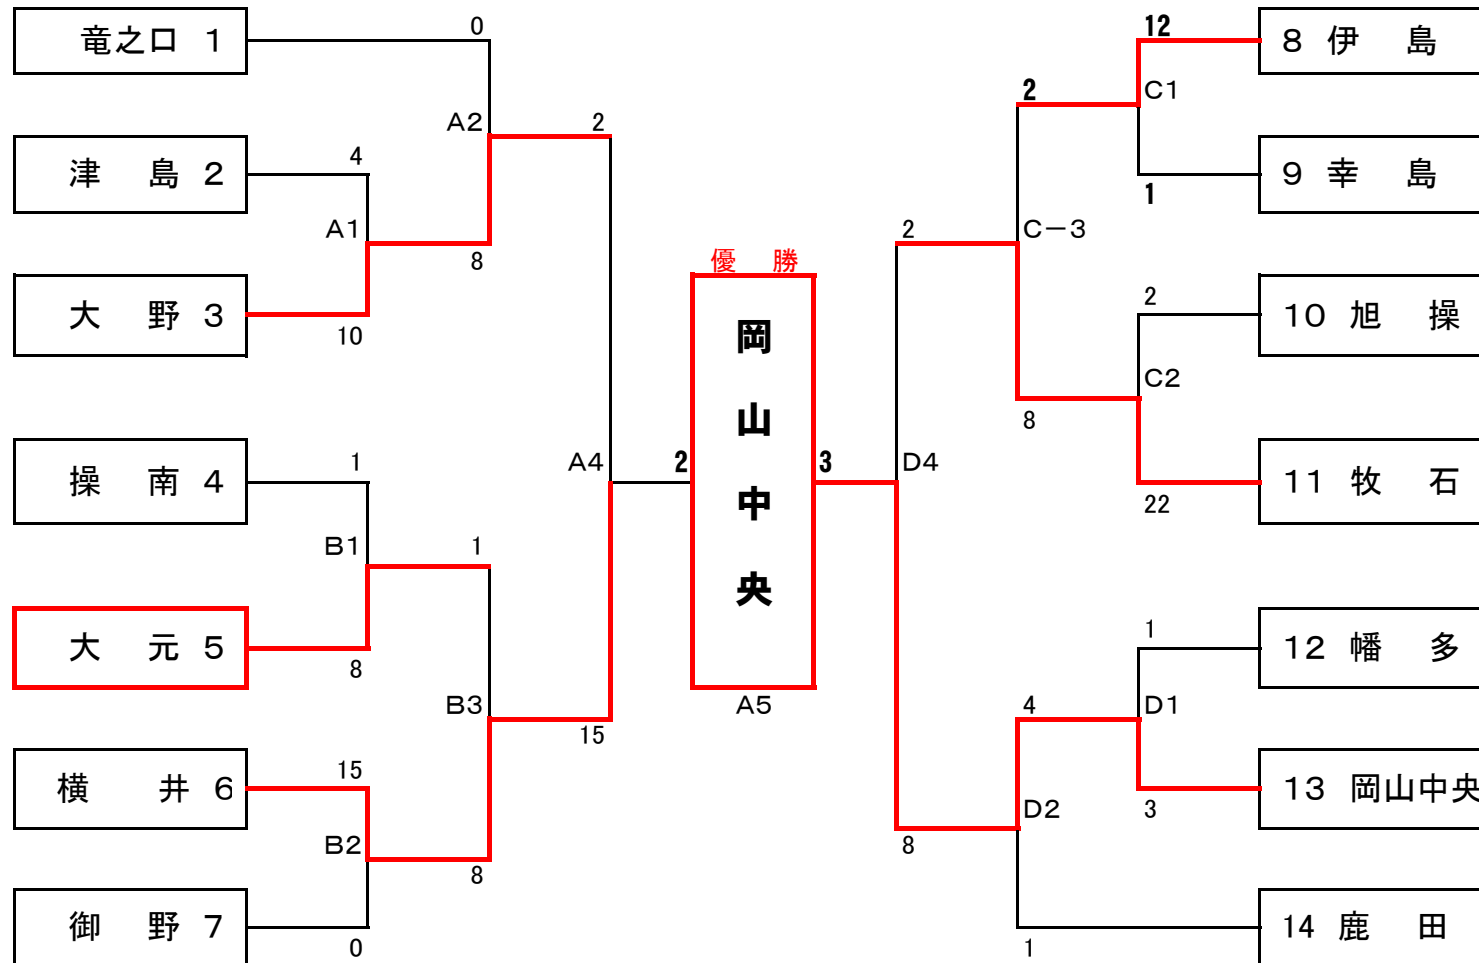 竜之口 1
0
A2
2
津 島 2
4
A1
8
大 野 3
10
操 南 4
1
A4
2
B1
1
大 元 5
8
B3
15
横 井 6
15
B2
8
御 野 7
0
優 勝
岡山中央
A5
12
8 伊 島
2
C1
9 幸 島
1
2
C－3
2
10 旭 操
C2
8
11 牧 石
22
3
D4
1
12 幡 多
4
D1
13 岡山中央
3
D2
8
14 鹿 田
1